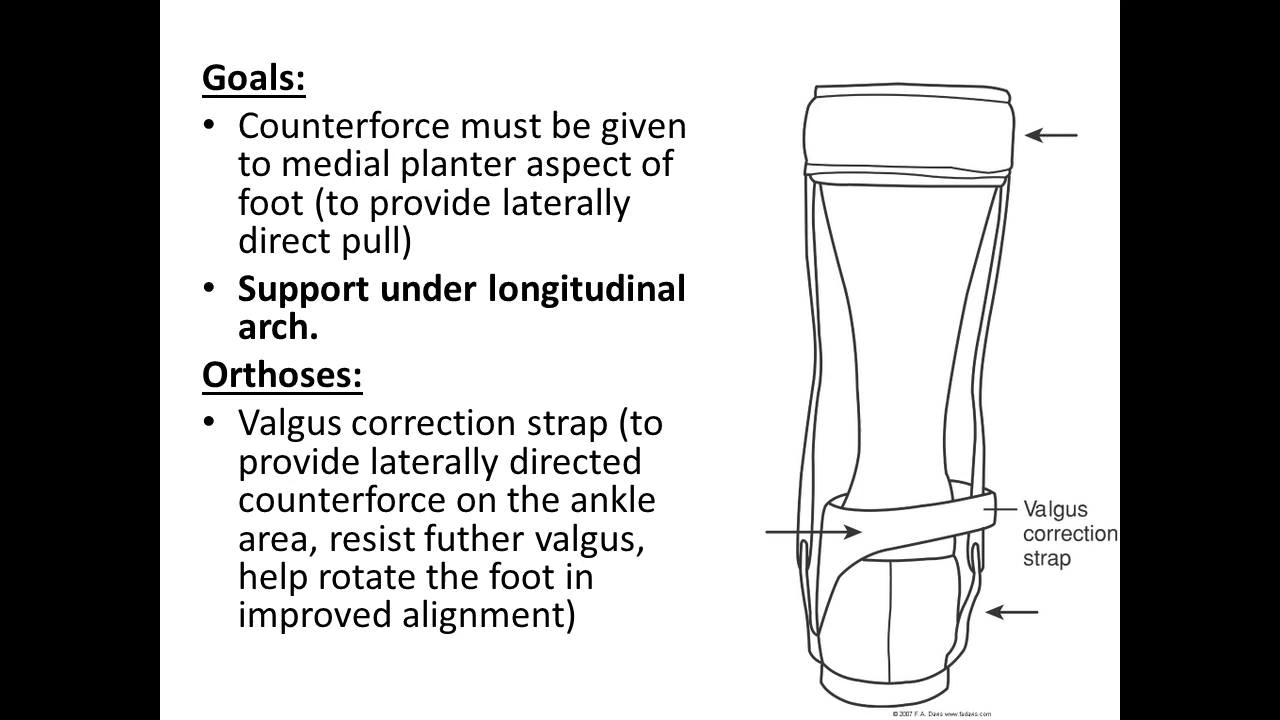 Goals:
• Counterforce must be given
to medial planter aspect of
foot (to provide laterally
direct pull)
• Support under longitudinal
arch.
Orthoses:
• Valgus correction strap (to
provide laterally directed
counterforce on the ankle
area, resist futher valgus,
help rotate the foot in
improved alignment)
Valgus
correction
strap
© 2007 F.A. Davis www.fadavis.com